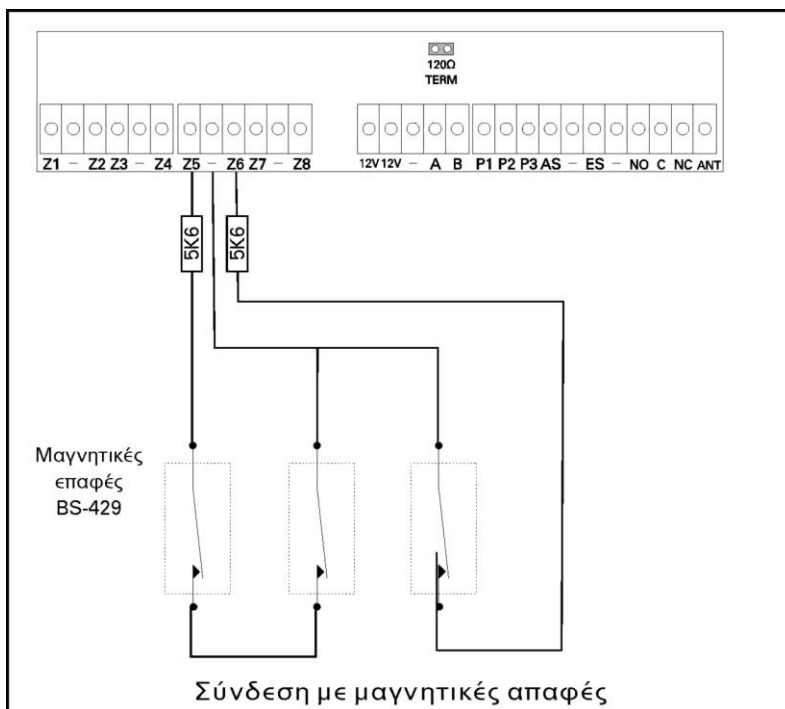 120Ω
TERM
Z1 – Z2 Z3 – Z4 Z5 – Z6 Z7 – Z8 12V 12V – A B P1 P2 P3 AS – ES – NO C NC ANT
5K6 5K6
Μαγνητικές
επαφές
BS-429
Σύνδεση με μαγνητικές απαφές